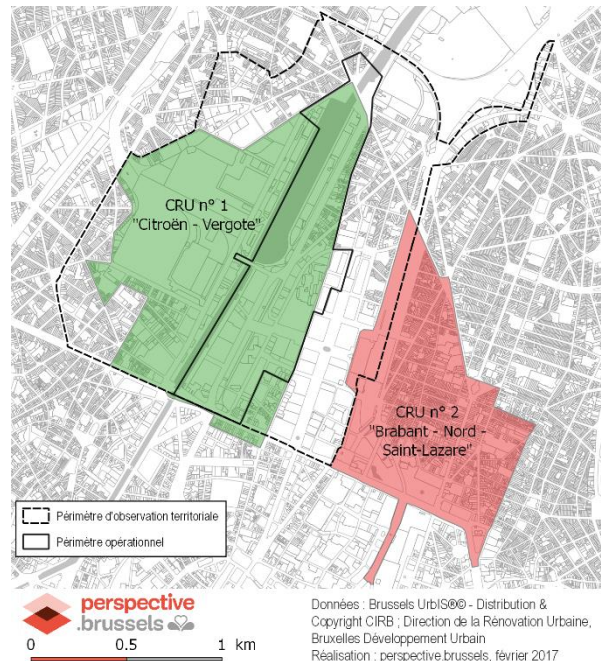 CRU n° 1
"Citroën - Vergote"
CRU n° 2
"Brabant - Nord -
Saint-Lazare"
Périmètre d'observation territoriale
Périmètre opérationnel
perspective
.brussels
0 0.5 1 km
Données : Brussels UrbIS®© - Distribution &
Copyright CIRB ; Direction de la Rénovation Urbaine,
Bruxelles Développement Urbain
Réalisation : perspective.brussels, février 2017